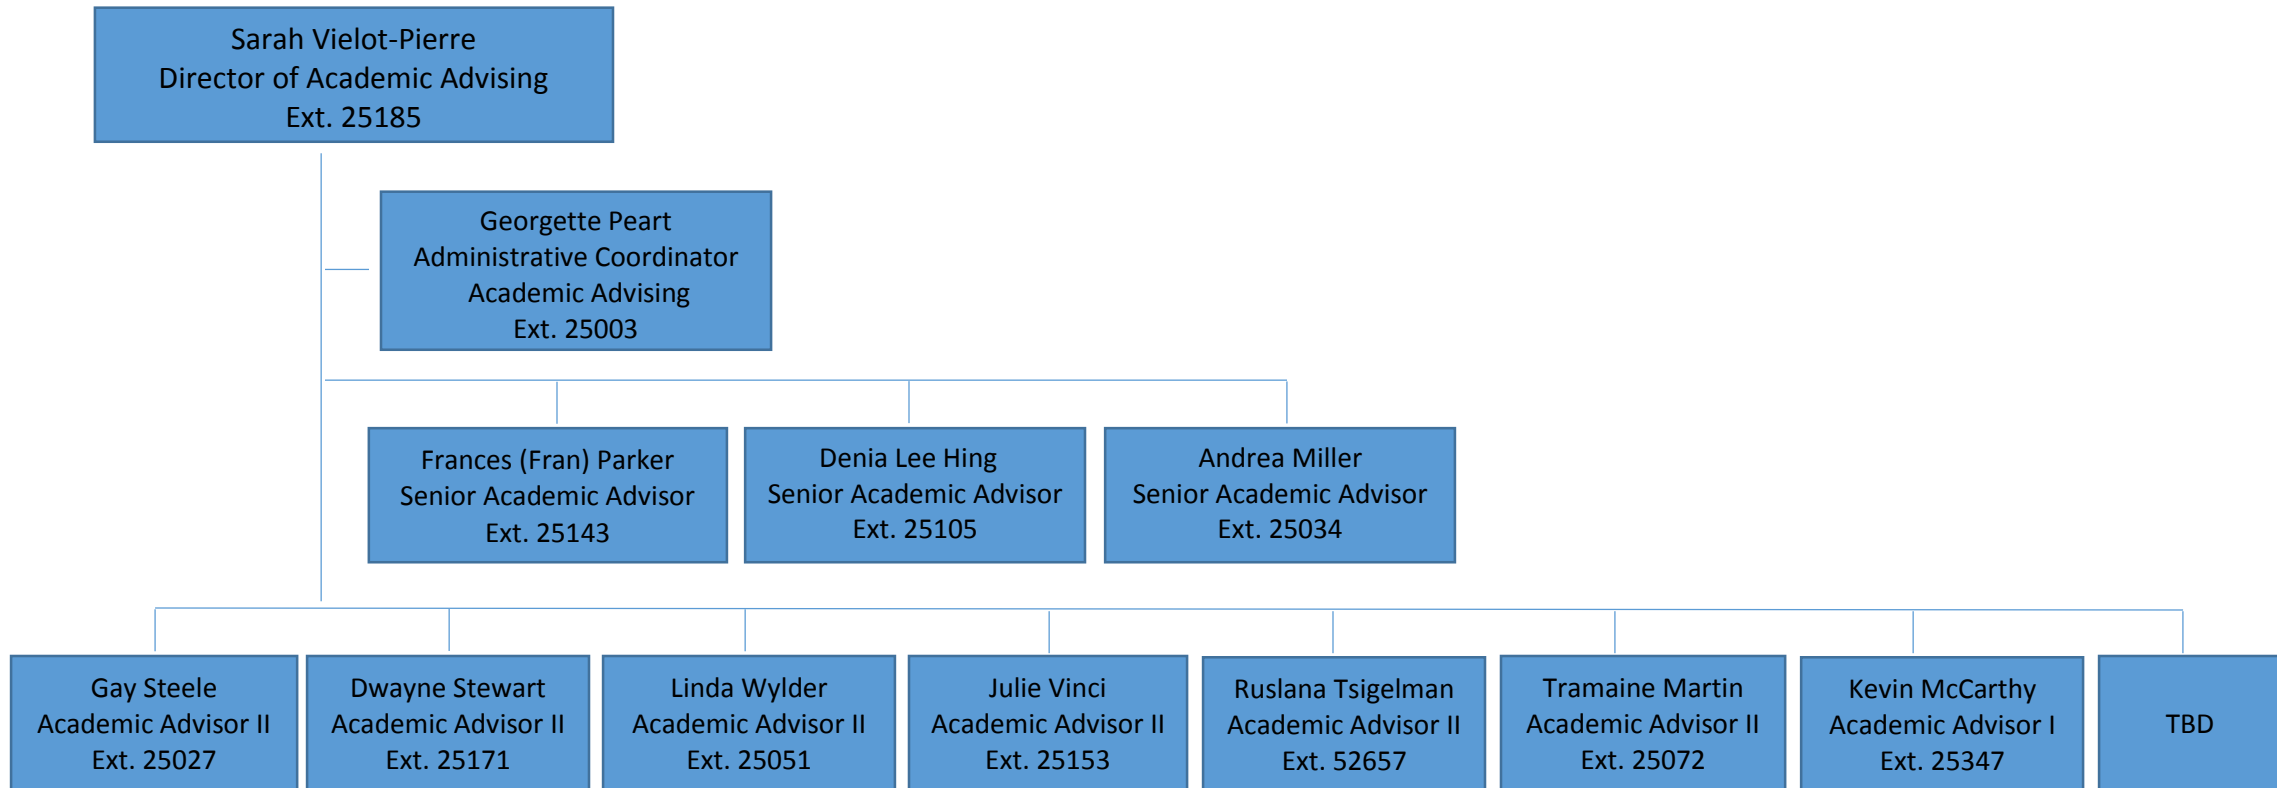 Sarah Vielot-Pierre
Director of Academic Advising
Ext. 25185
Georgette Peart
Administrative Coordinator
Academic Advising
Ext. 25003
Frances (Fran) Parker
Senior Academic Advisor
Ext. 25143
Denia Lee Hing
Senior Academic Advisor
Ext. 25105
Andrea Miller
Senior Academic Advisor
Ext. 25034
Gay Steele
Academic Advisor II
Ext. 25027
Dwayne Stewart
Academic Advisor II
Ext. 25171
Linda Wylder
Academic Advisor II
Ext. 25051
Julie Vinci
Academic Advisor II
Ext. 25153
Ruslana Tsigelman
Academic Advisor II
Ext. 52657
Tramaine Martin
Academic Advisor II
Ext. 25072
Kevin McCarthy
Academic Advisor I
Ext. 25347
TBD